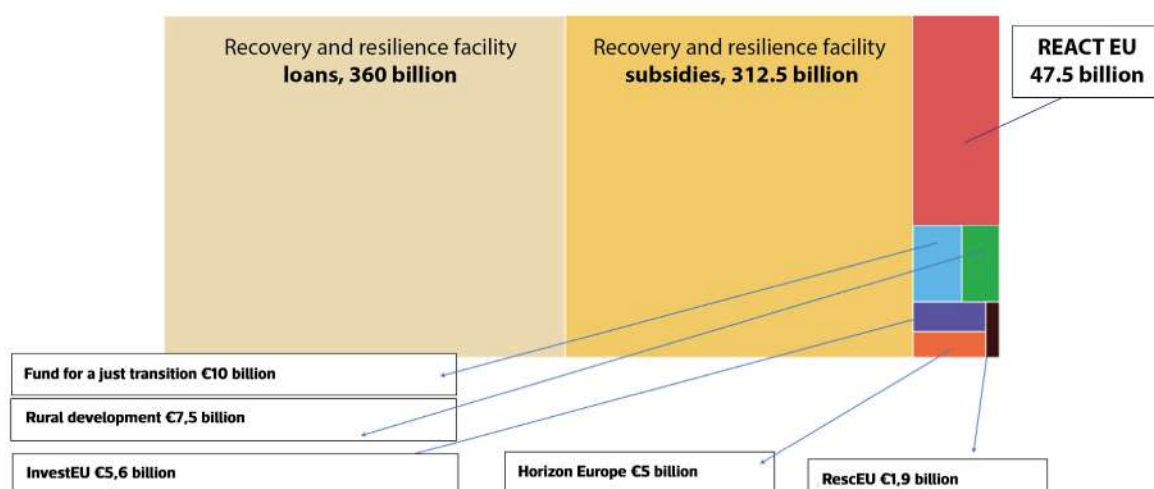 Recovery and resilience facility
loans, 360 billion
Recovery and resilience facility
subsidies, 312.5 billion
REACT EU
47.5 billion
Fund for a just transition €10 billion
Rural development €7,5 billion
InvestEU €5,6 billion
Horizon Europe €5 billion
RescEU €1,9 billion